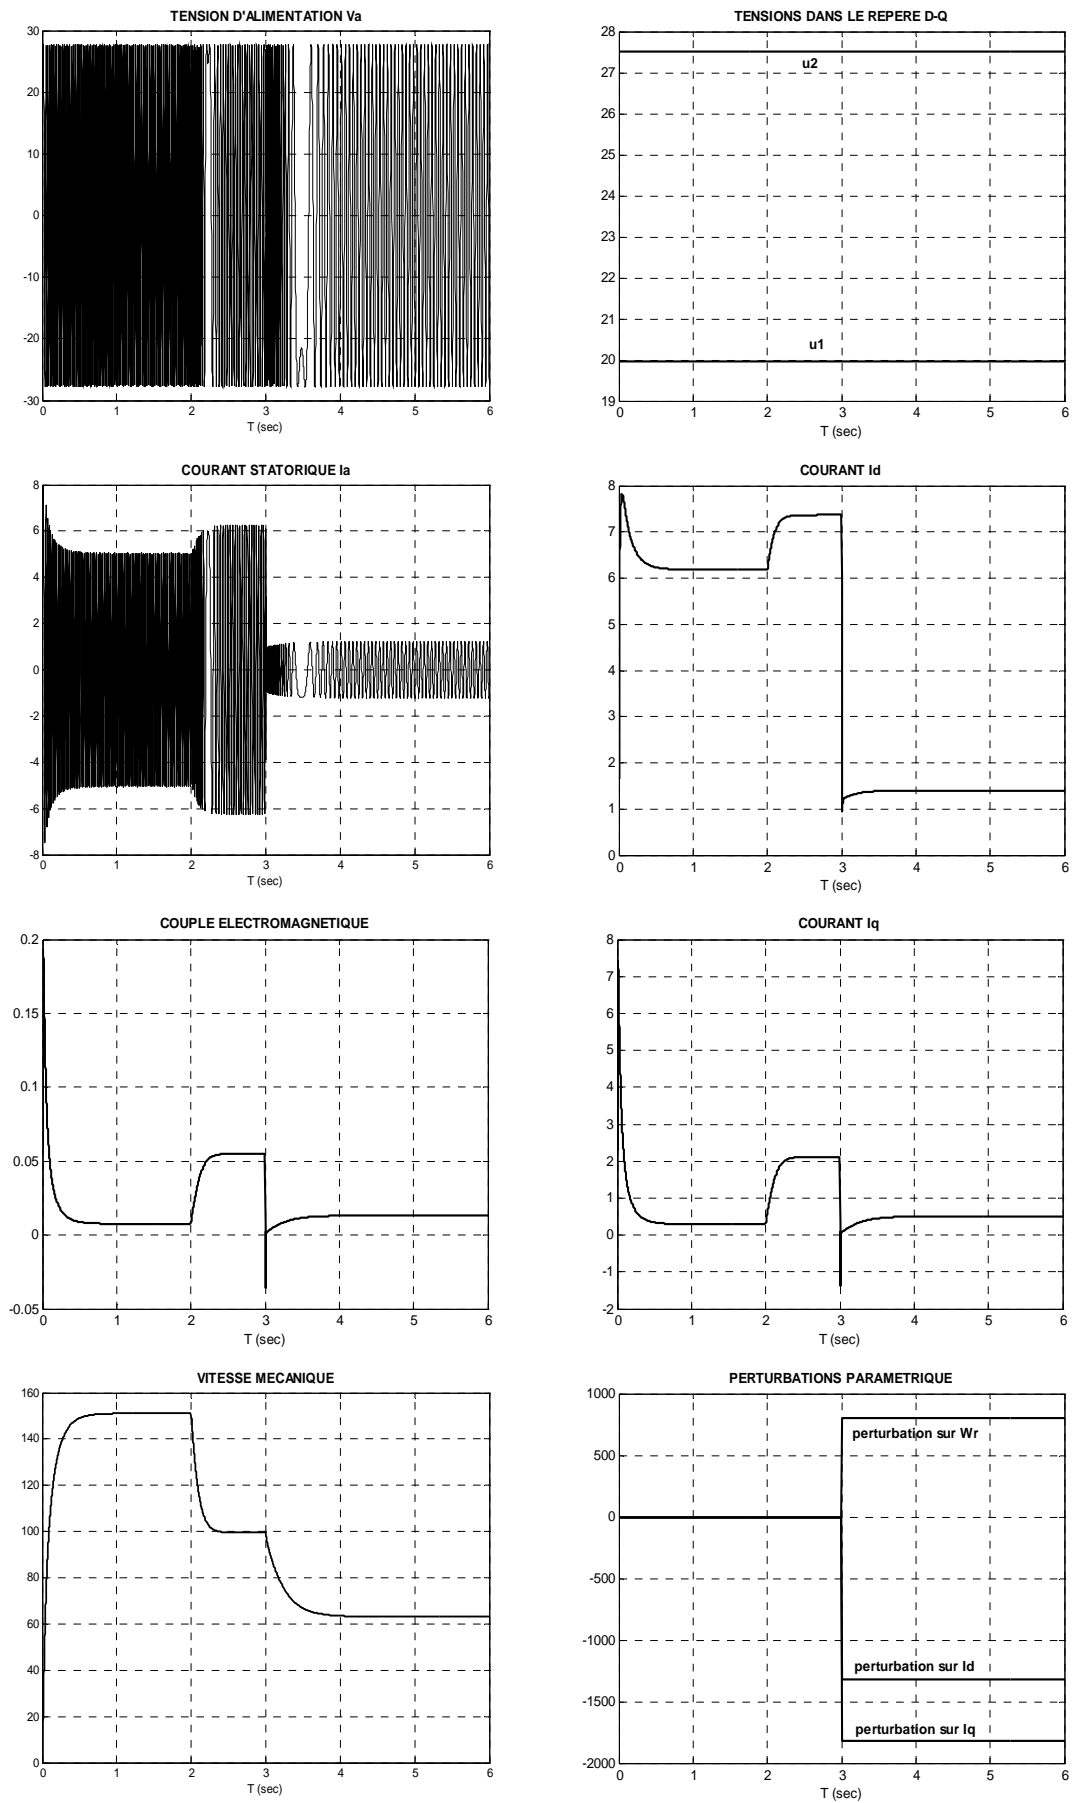 TENSION D'ALIMENTATION Va
30
20
10
0
-10
-20
-30
0 1 2 3 4 5 6
T (sec)
TENSIONS DANS LE REPERE D-Q
28
27
26
25
24
23
22
21
20
19
u2
u1
0 1 2 3 4 5 6
T (sec)
COURANT STATORIQUE Ia
8
6
4
2
0
-2
-4
-6
-8
0 1 2 3 4 5 6
T (sec)
COURANT Id
8
7
6
5
4
3
2
1
0
0 1 2 3 4 5 6
T (sec)
COUPLE ELECTROMAGNETIQUE
0.2
0.15
0.1
0.05
0
-0.05
0 1 2 3 4 5 6
T (sec)
COURANT Iq
8
7
6
5
4
3
2
1
0
-1
-2
0 1 2 3 4 5 6
T (sec)
VITESSE MECANIQUE
160
140
120
100
80
60
40
20
0
0 1 2 3 4 5 6
T (sec)
PERTURBATIONS PARAMETRIQUE
1000
500
0
-500
-1000
-1500
-2000
perturbation sur Wr
perturbation sur Id
perturbation sur Iq
0 1 2 3 4 5 6
T (sec)